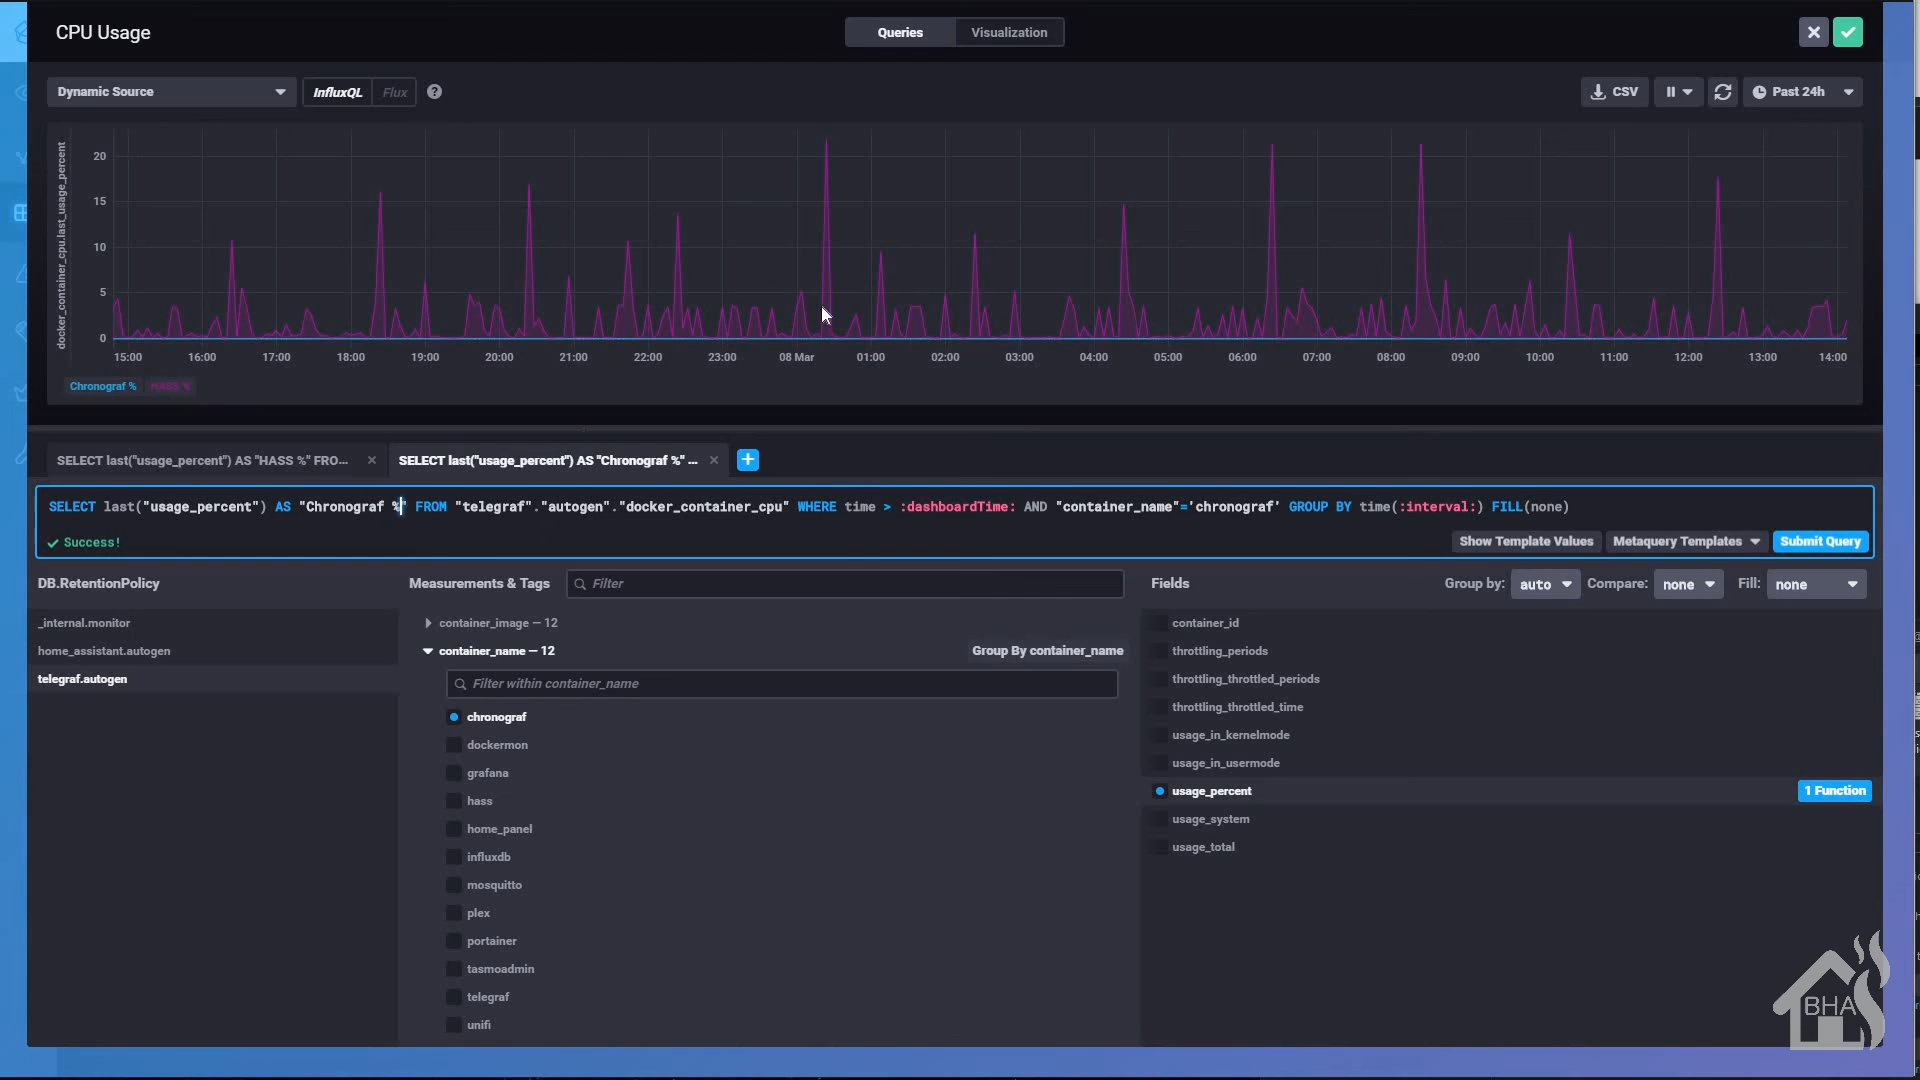 CPU Usage
Queries
Visualization
Dynamic Source
InfluxQL
Flux
?
CSV
Past 24h
docker_container_cpu.last_usage_percent
20
15
10
5
0
15:00 16:00 17:00 18:00 19:00 20:00 21:00 22:00 23:00 08 Mar 01:00 02:00 03:00 04:00 05:00 06:00 07:00 08:00 09:00 10:00 11:00 12:00 13:00 14:00
Chronograf % HASS %
SELECT last("usage_percent") AS "HASS %" FRO...
SELECT last("usage_percent") AS "Chronograf %" ...
SELECT last("usage_percent") AS "Chronograf %" FROM "telegraf"."autogen"."docker_container_cpu" WHERE time > :dashboardTime: AND "container_name"='chronograf' GROUP BY time(:interval:) FILL(none)
Success!
Show Template Values
Metaquery Templates
Submit Query
DB.RetentionPolicy
_internal.monitor
home_assistant.autogen
telegraf.autogen
Measurements & Tags
Filter
container_image — 12
container_name — 12
Group By container_name
Filter within container_name
chronograf
dockermon
grafana
hass
home_panel
influxdb
mosquitto
plex
portainer
tasmoadmin
telegraf
unifi
Fields
Group by: auto
Compare: none
Fill: none
container_id
throttling_periods
throttling_throttled_periods
throttling_throttled_time
usage_in_kernelmode
usage_in_usermode
usage_percent
1 Function
usage_system
usage_total
BHA